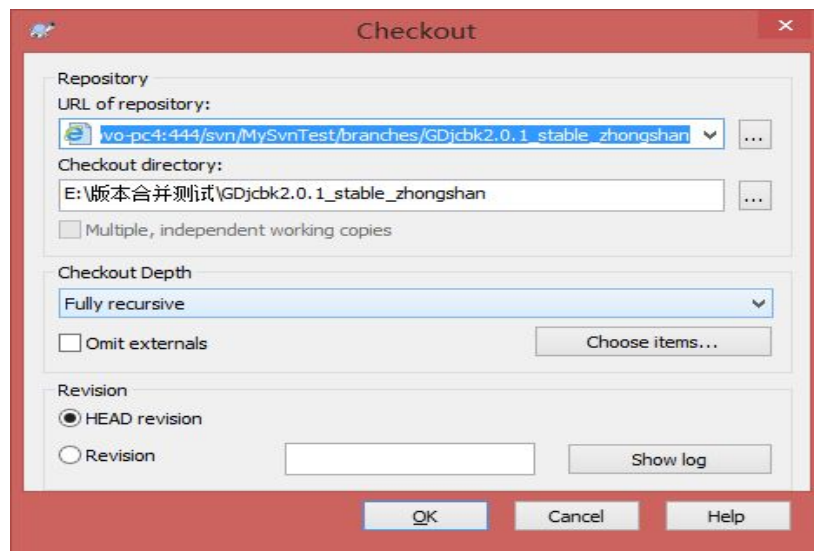 Checkout
Repository
URL of repository:
vo-pc4:444/svn/MySvnTest/branches/GDjcbk2.0.1_stable_zhongshan
...
Checkout directory:
E:\版本合并测试\GDjcbk2.0.1_stable_zhongshan
...
Multiple, independent working copies
Checkout Depth
Fully recursive
Omit externals
Choose items...
Revision
HEAD revision
Revision
Show log
OK
Cancel
Help